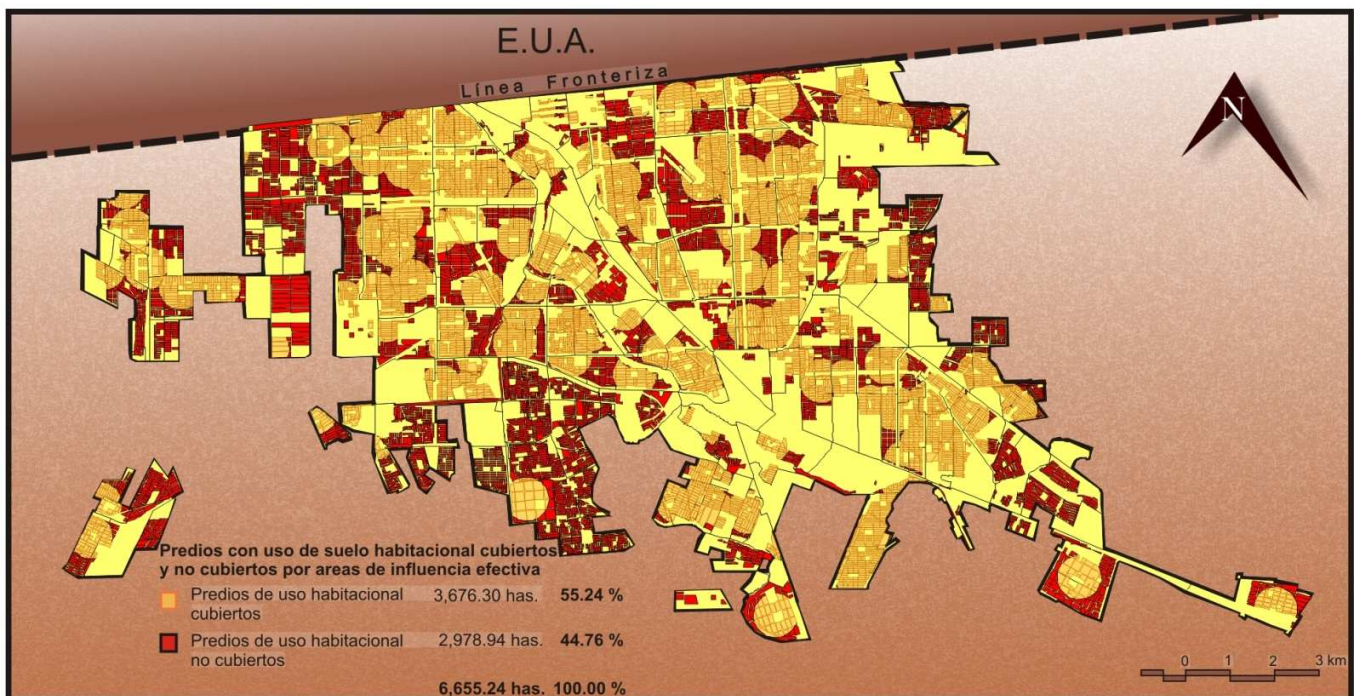 E.U.A.
Línea Fronteriza
N
Predios con uso de suelo habitacional cubiertos
y no cubiertos por areas de influencia efectiva
Predios de uso habitacional 3,676.30 has. 55.24 %
cubiertos
Predios de uso habitacional 2,978.94 has. 44.76 %
no cubiertos
6,655.24 has. 100.00 %
0 1 2 3 km